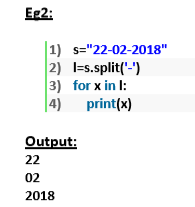 Eg2:
1) s="22-02-2018"
2) l=s.split('-')
3) for x in l:
4) print(x)
Output:
22
02
2018